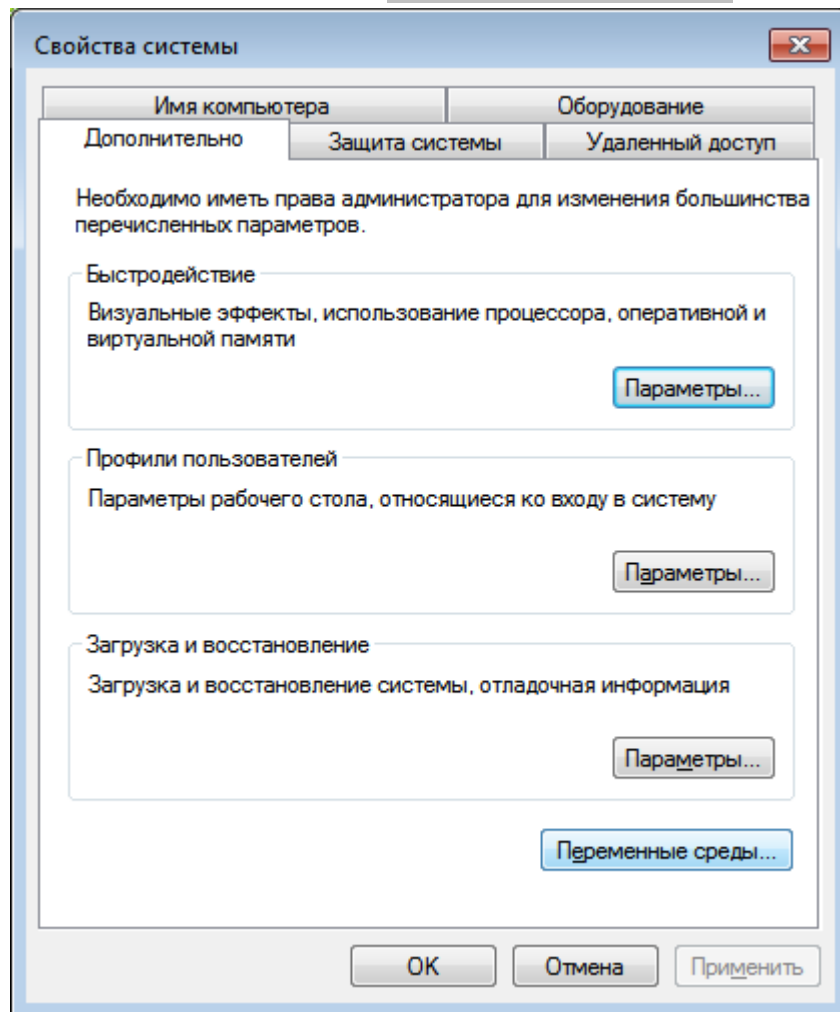 Свойства системы
Имя компьютера
Оборудование
Дополнительно
Защита системы
Удаленный доступ
Необходимо иметь права администратора для изменения большинства
перечисленных параметров.
Быстродействие
Визуальные эффекты, использование процессора, оперативной и
виртуальной памяти
Параметры...
Профили пользователей
Параметры рабочего стола, относящиеся ко входу в систему
Параметры...
Загрузка и восстановление
Загрузка и восстановление системы, отладочная информация
Параметры...
Переменные среды...
OK
Отмена
Применить